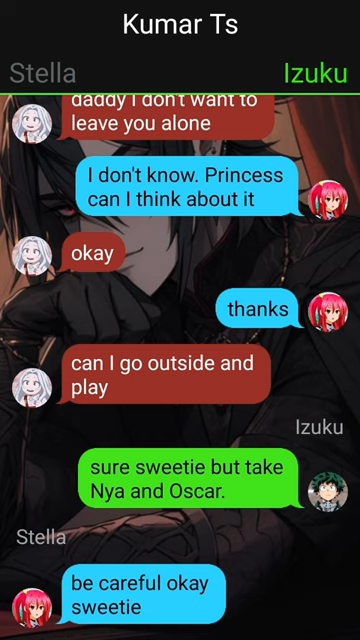 Kumar Ts
Stella
Izuku
daddy I don't want to
leave you alone
I don't know. Princess
can I think about it
okay
thanks
can I go outside and
play
Izuku
sure sweetie but take
Nya and Oscar.
Stella
be careful okay
sweetie